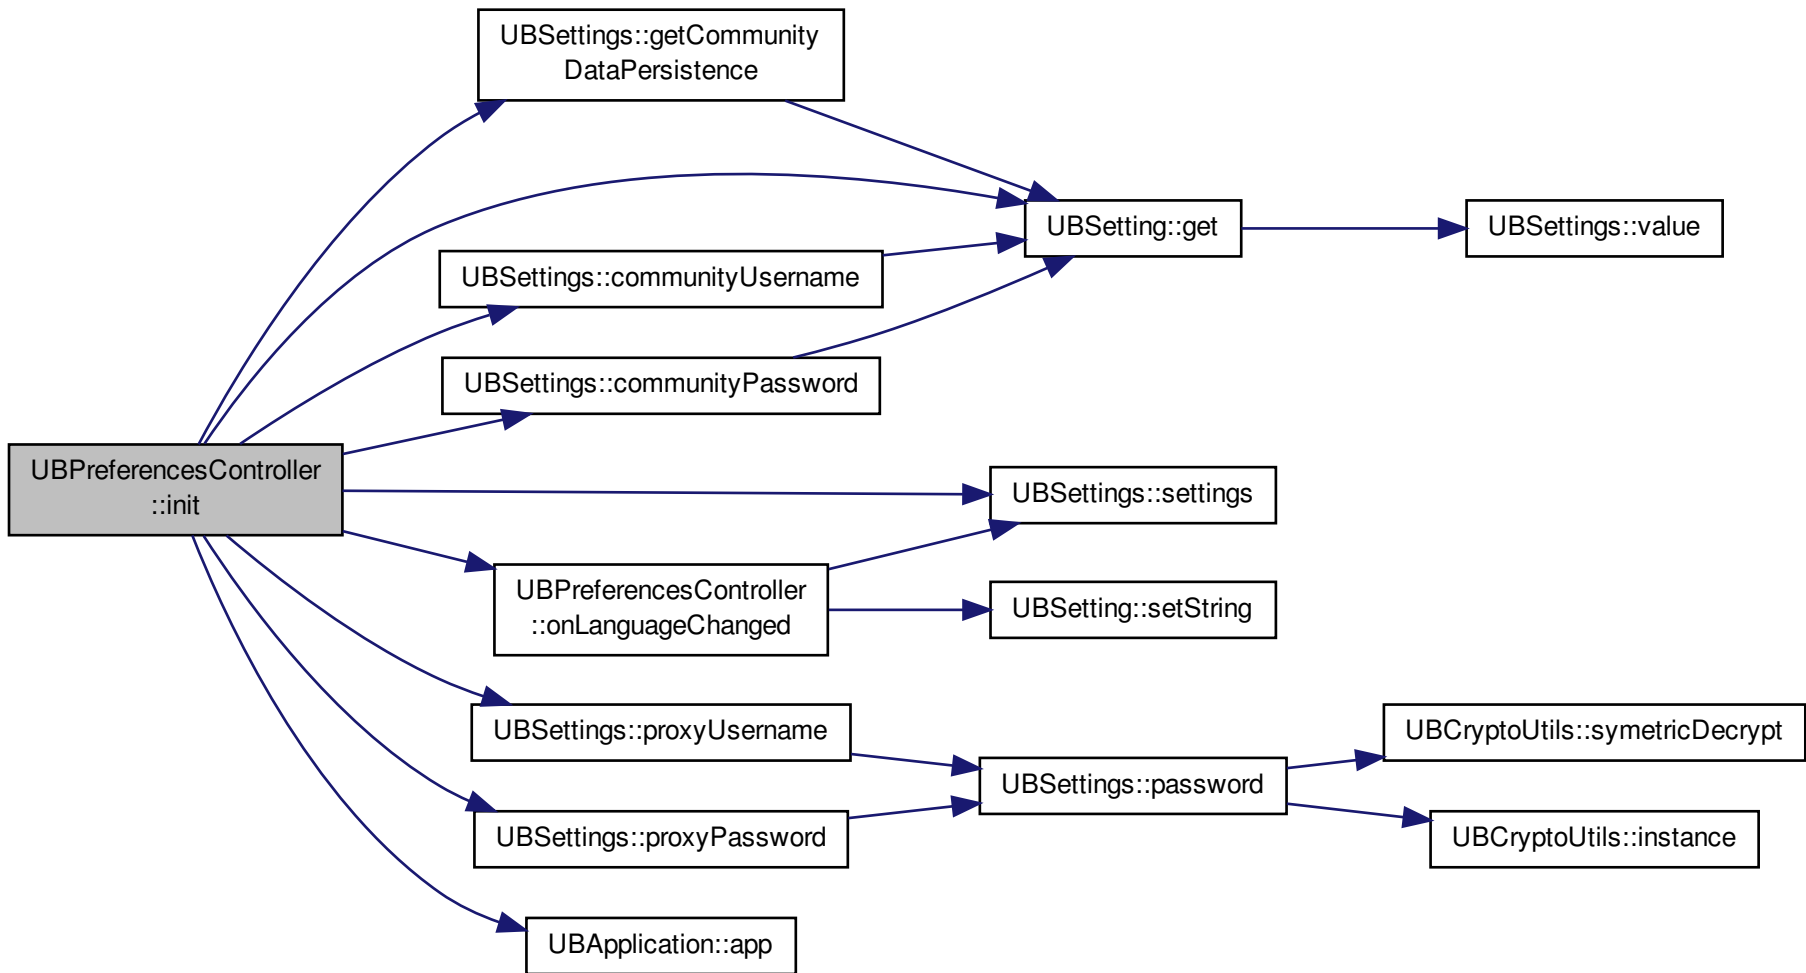 UBSettings::getCommunity
DataPersistence
UBSetting::get
UBSettings::value
UBSettings::communityUsername
UBSettings::communityPassword
UBPreferencesController
::init
UBSettings::settings
UBPreferencesController
::onLanguageChanged
UBSetting::setString
UBSettings::proxyUsername
UBCryptoUtils::symetricDecrypt
UBSettings::password
UBSettings::proxyPassword
UBCryptoUtils::instance
UBApplication::app